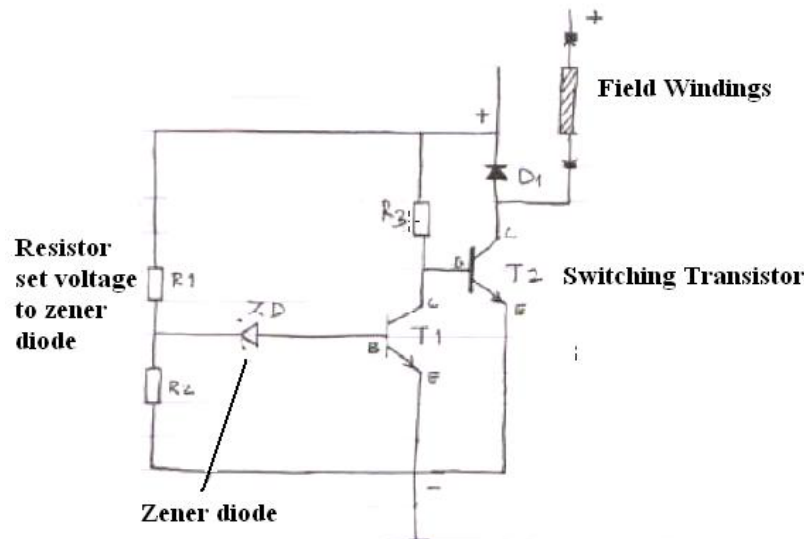 +
Field Windings
+
D1
R3
C
Resistor
set voltage
to zener
diode
R1
B
T2
Switching Transistor
ZD
C
E
T1
B
E
R2
-
Zener diode